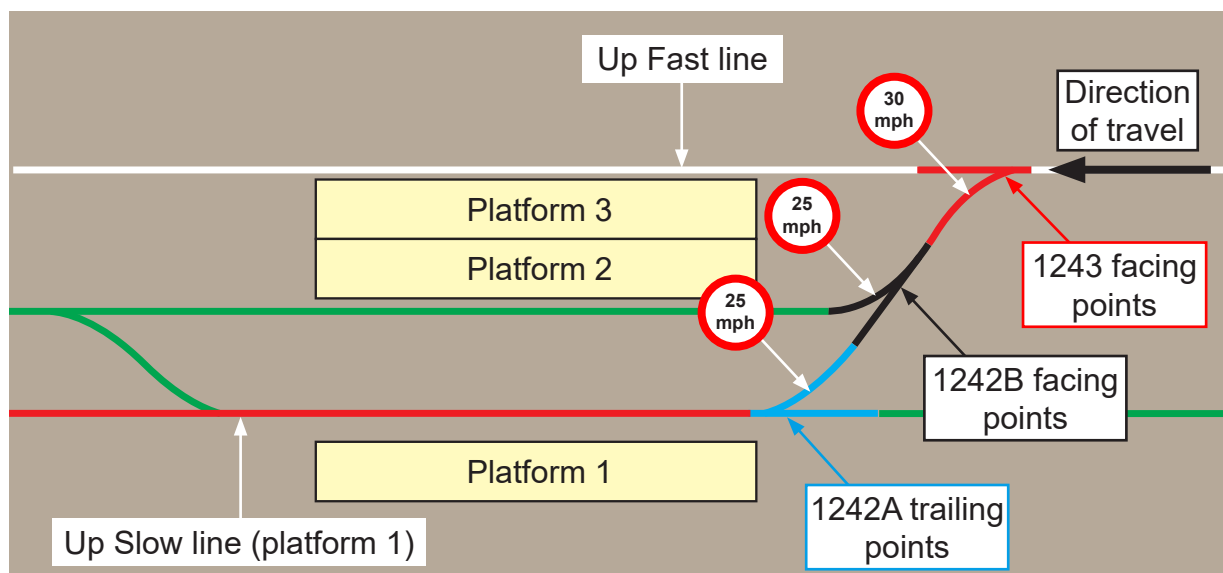 Up Fast line
30
mph
Direction
of travel
Platform 3
25
mph
Platform 2
1243 facing
points
25
mph
1242B facing
points
Platform 1
1242A trailing
points
Up Slow line (platform 1)